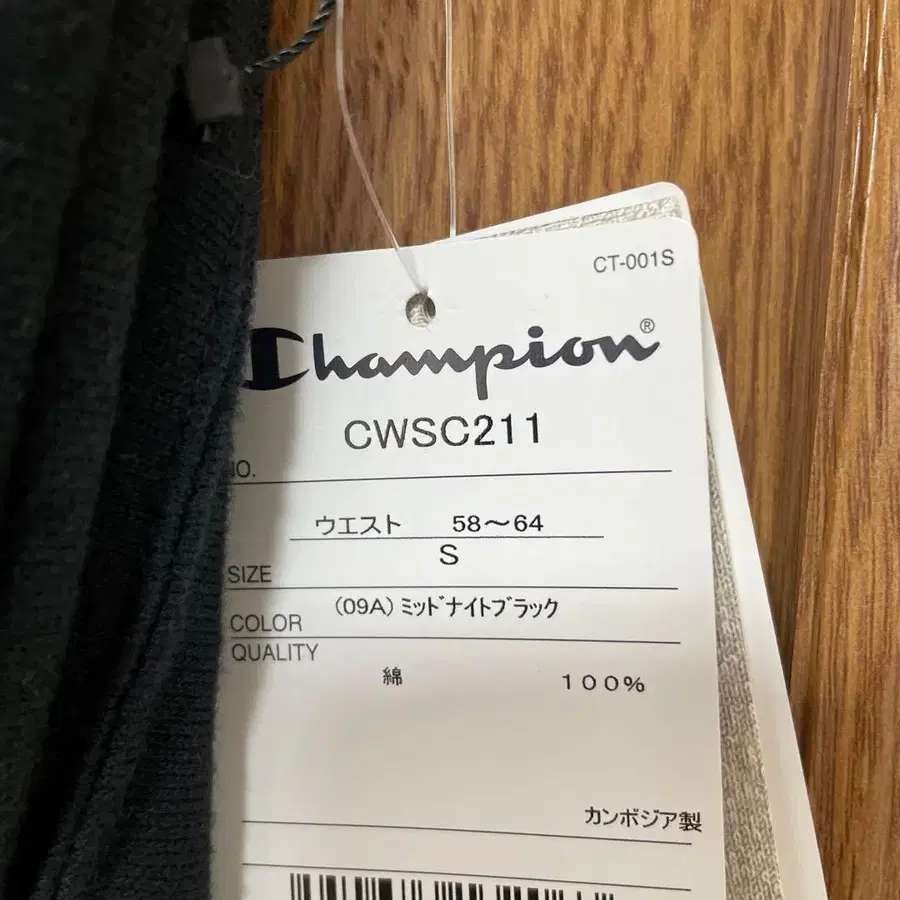 CT-001S
Champion®
CWSC211
NO.
ウエスト 58〜64
S
SIZE
COLOR (09A) ミッドナイトブラック
QUALITY
綿 100%
カンボジア製